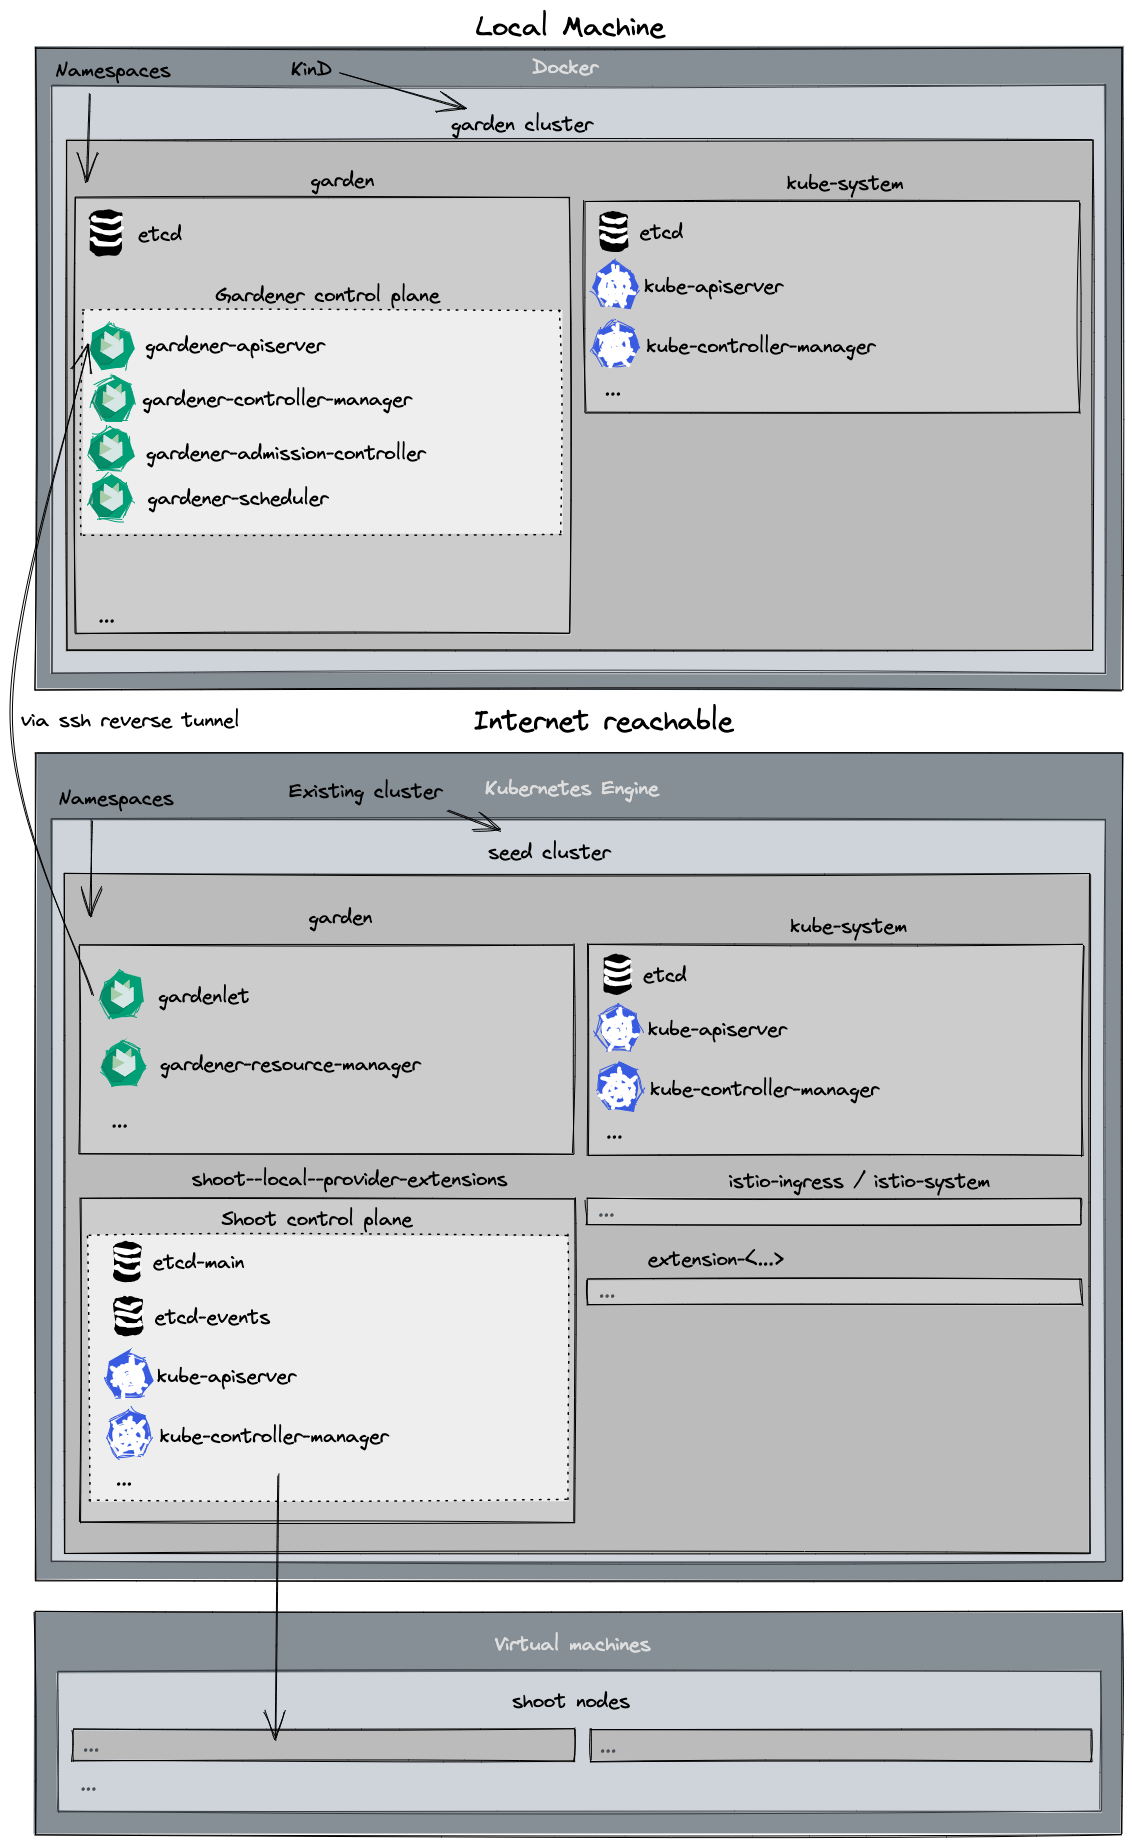 Local Machine
Namespaces
KinD
Docker
garden cluster
garden
kube-system
etcd
etcd
kube-apiserver
Gardener control plane
gardener-apiserver
kube-controller-manager
...
gardener-controller-manager
gardener-admission-controller
gardener-scheduler
...
via ssh reverse tunnel
Internet reachable
Namespaces
Existing cluster
Kubernetes Engine
seed cluster
garden
kube-system
gardenlet
etcd
kube-apiserver
gardener-resource-manager
kube-controller-manager
...
...
shoot--local--provider-extensions
istio-ingress / istio-system
Shoot control plane
...
etcd-main
extension-<...>
...
etcd-events
kube-apiserver
kube-controller-manager
...
Virtual machines
shoot nodes
...
...
...